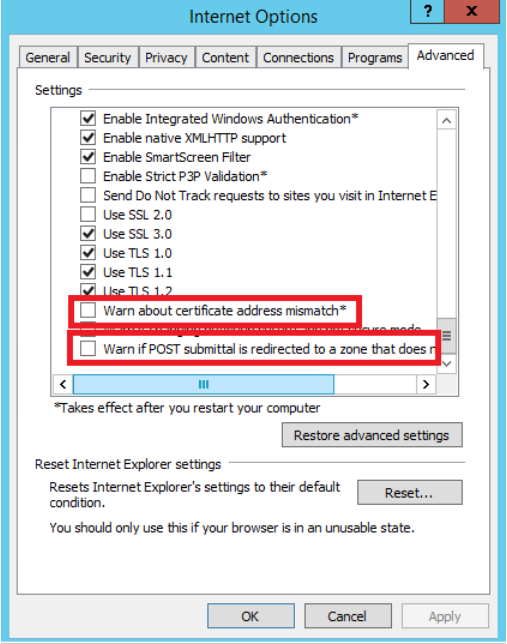 Internet Options
? x
General Security Privacy Content Connections Programs Advanced
Settings
Enable Integrated Windows Authentication*
Enable native XMLHTTP support
Enable SmartScreen Filter
Enable Strict P3P Validation*
Send Do Not Track requests to sites you visit in Internet E
Use SSL 2.0
Use SSL 3.0
Use TLS 1.0
Use TLS 1.1
Use TLS 1.2
Warn about certificate address mismatch*
mode
Warn if POST submittal is redirected to a zone that does
*Takes effect after you restart your computer
Restore advanced settings
Reset Internet Explorer settings
Resets Internet Explorer's settings to their default
condition.
Reset...
You should only use this if your browser is in an unusable state.
OK Cancel Apply